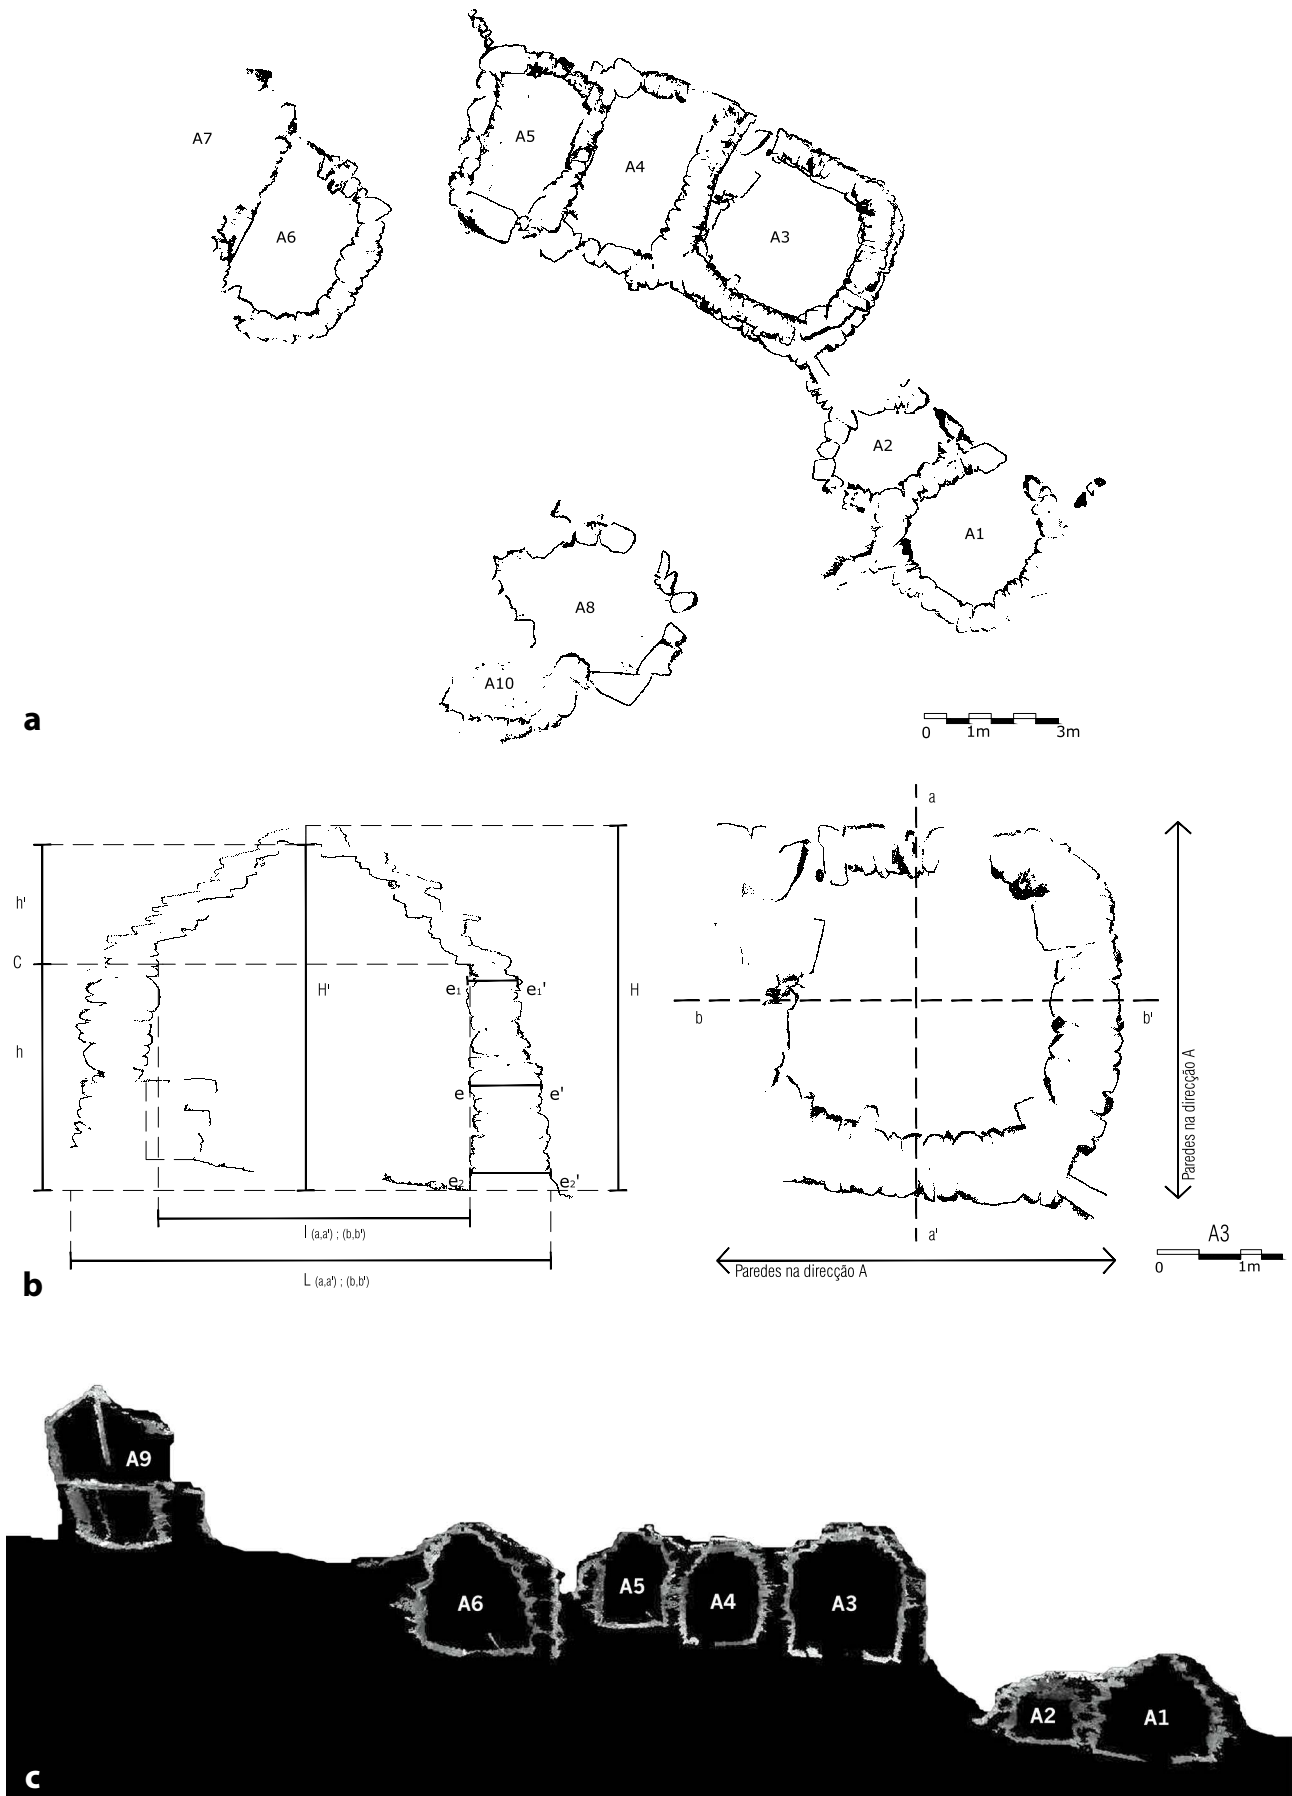 A7
A5
A4
A6
A3
A2
A1
A8
A10
a
0 1m 3m
a
h'
C
H'
e₁ e₁'
H
b b'
h
e e'
Paredes na direcção A
e₂ e₂'
l (a,a') ; (b,b')
a'
A3
Paredes na direcção A
0 1m
L (a,a') ; (b,b')
b
A9
A6
A5
A4
A3
A2
A1
c